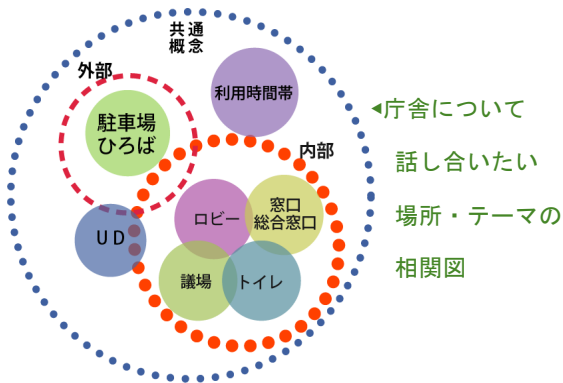 共通
概念
外部
利用時間帯
駐車場
ひろば
内部
窓口
総合窓口
ロビー
UD
議場
トイレ
◀庁舎について
話し合いたい
場所・テーマの
相関図